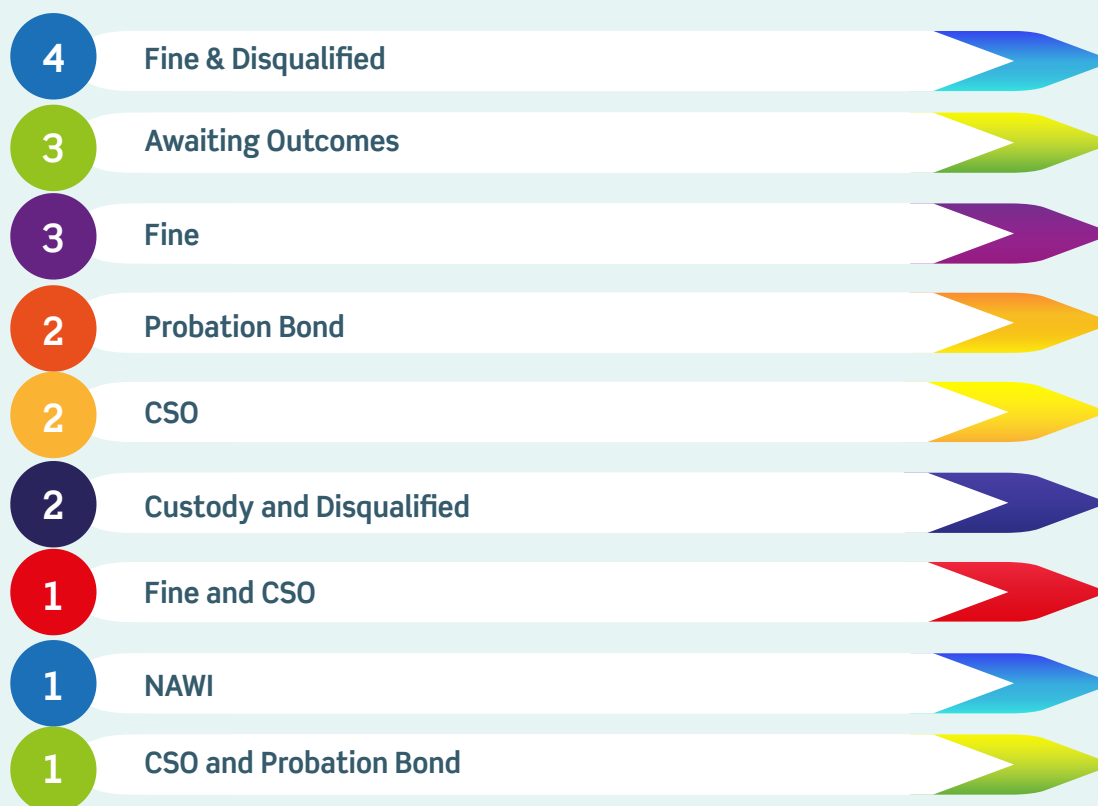 4 Fine & Disqualified
3 Awaiting Outcomes
3 Fine
2 Probation Bond
2 CSO
2 Custody and Disqualified
1 Fine and CSO
1 NAWI
1 CSO and Probation Bond